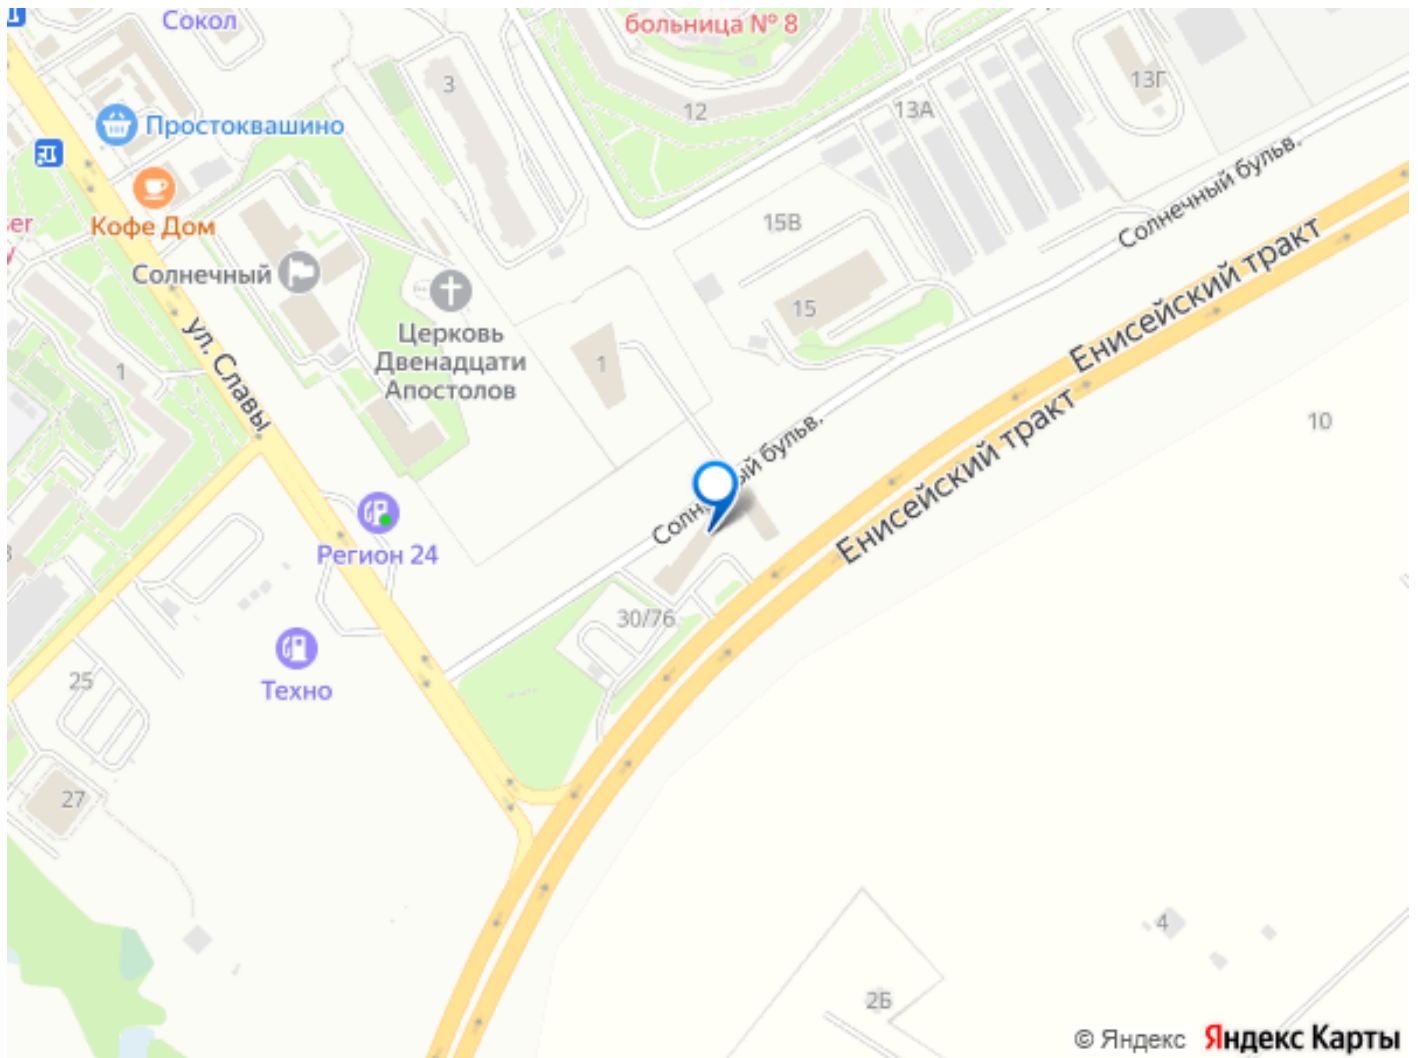 Сокол
больница № 8
3
12
13А
13Г
Простоквашино
Кофе Дом
Солнечный
15В
Солнечный бульв.
Енисейский тракт
15
Церковь
Двенадцати
Апостолов
1
1
ул. Славы
10
Енисейский тракт
Регион 24
30/76
Техно
25
27
4
2Б
© Яндекс Яндекс Карты